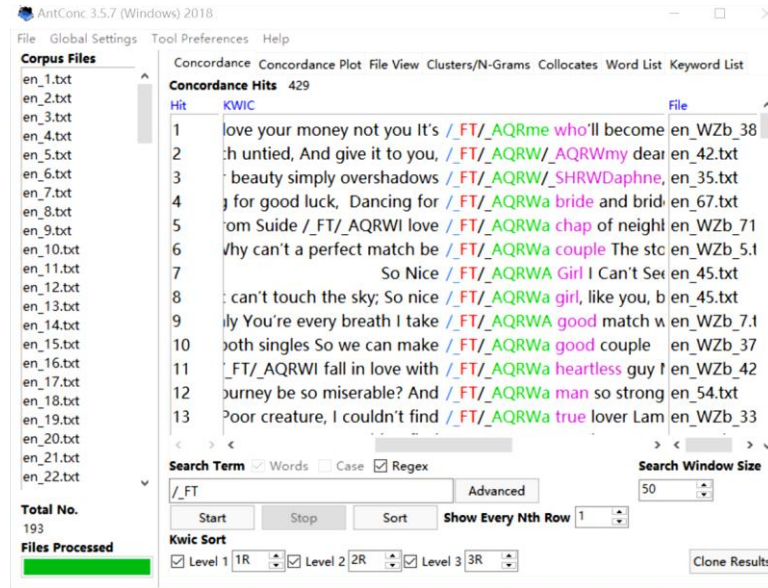 AntConc 3.5.7 (Windows) 2018
File Global Settings Tool Preferences Help
Corpus Files
en_1.txt
en_2.txt
en_3.txt
en_4.txt
en_5.txt
en_6.txt
en_7.txt
en_8.txt
en_9.txt
en_10.txt
en_11.txt
en_12.txt
en_13.txt
en_14.txt
en_15.txt
en_16.txt
en_17.txt
en_18.txt
en_19.txt
en_20.txt
en_21.txt
en_22.txt
Total No.
193
Files Processed
Concordance Concordance Plot File View Clusters/N-Grams Collocates Word List Keyword List
Concordance Hits 429
Hit KWIC File
1 love your money not you It's /_FT/_AQRme who'll become en_WZb_38
2 th untied, And give it to you, /_FT/_AQRW/_AQRWmy dear en_42.txt
3 r beauty simply overshadows /_FT/_AQRW/_SHRWDaphne, en_35.txt
4 g for good luck, Dancing for /_FT/_AQRWa bride and brid en_67.txt
5 rom Suide /_FT/_AQRWI love /_FT/_AQRWa chap of neighb en_WZb_71
6 Why can't a perfect match be /_FT/_AQRWa couple The sto en_WZb_5.t
7 So Nice /_FT/_AQRWA Girl I Can't See en_45.txt
8 : can't touch the sky; So nice /_FT/_AQRWa girl, like you, b en_45.txt
9 nly You're every breath I take /_FT/_AQRWA good match w en_WZb_7.t
10 both singles So we can make /_FT/_AQRWa good couple en_WZb_37
11 /_FT/_AQRWI fall in love with /_FT/_AQRWa heartless guy en_WZb_42
12 ourney be so miserable? And /_FT/_AQRWa man so strong en_54.txt
13 Poor creature, I couldn't find /_FT/_AQRWa true lover Lam en_WZb_33
Search Term Words Case Regex Search Window Size
/_FT Advanced 50
Start Stop Sort Show Every Nth Row 1
Kwic Sort
Level 1 1R Level 2 2R Level 3 3R Clone Results